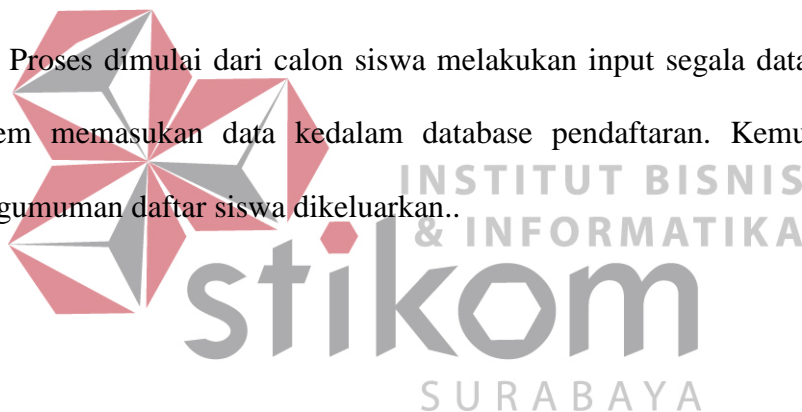 Proses dimulai dari calon siswa melakukan input segala data
em memasukan data kedalam database pendaftaran. Kemu
gumuman daftar siswa dikeluarkan..
INSTITUT BISNIS
& INFORMATIKA
stikom
SURABAYA